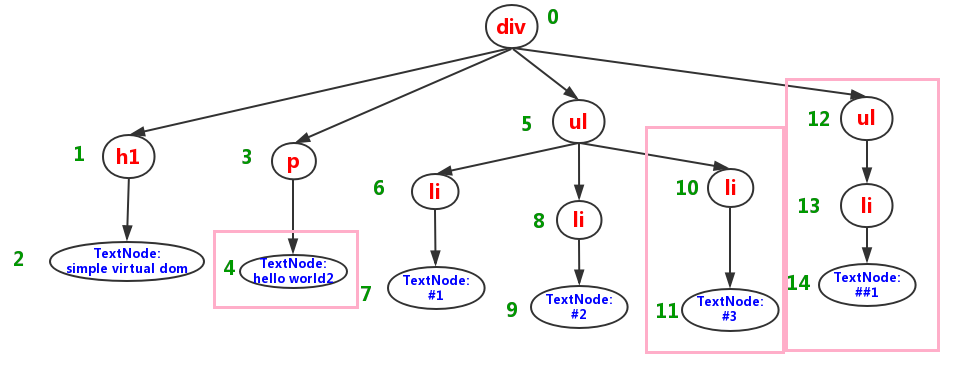 div 0
1 h1
3 p
5 ul
12 ul
2 TextNode:
simple virtual dom
4 TextNode:
hello world2
6 li
7 TextNode:
#1
8 li
9 TextNode:
#2
10 li
11 TextNode:
#3
13 li
14 TextNode:
##1